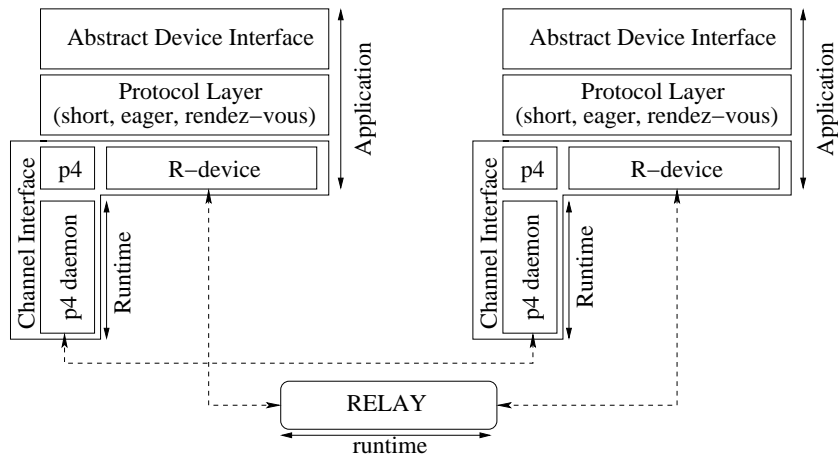 Abstract Device Interface
Protocol Layer
(short, eager, rendez−vous)
Application
Channel Interface
p4
R−device
p4 daemon
Runtime
Abstract Device Interface
Protocol Layer
(short, eager, rendez−vous)
Application
Channel Interface
p4
R−device
p4 daemon
Runtime
RELAY
runtime